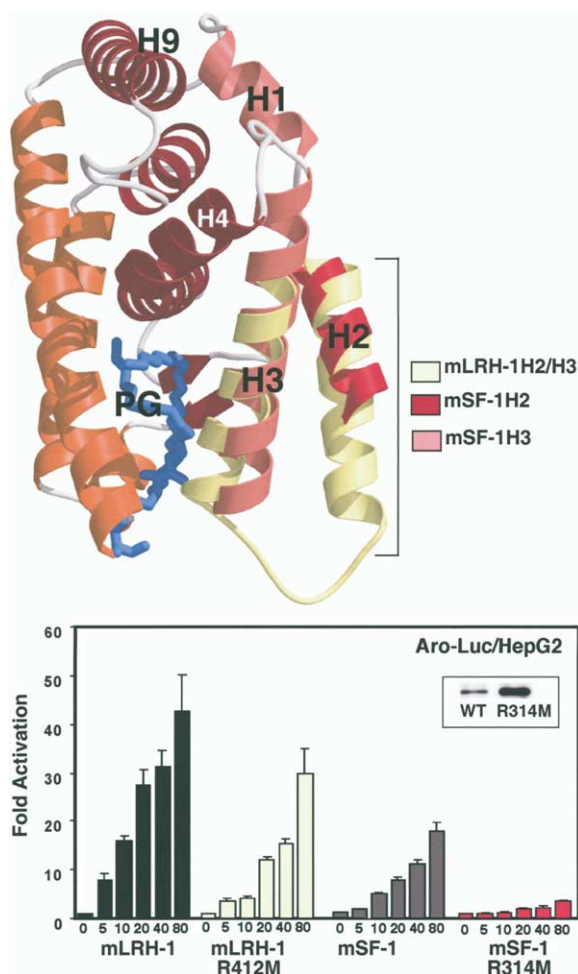 H9
H1
H4
H2
H3
PG
mLRH-1H2/H3
mSF-1H2
mSF-1H3
60
50
40
30
20
10
0
Fold Activation
Aro-Luc/HepG2
WT R314M
0 5 10 20 40 80 0 5 10 20 40 80 0 5 10 20 40 80 0 5 10 20 40 80
mLRH-1 mLRH-1 mSF-1 mSF-1
R412M R314M